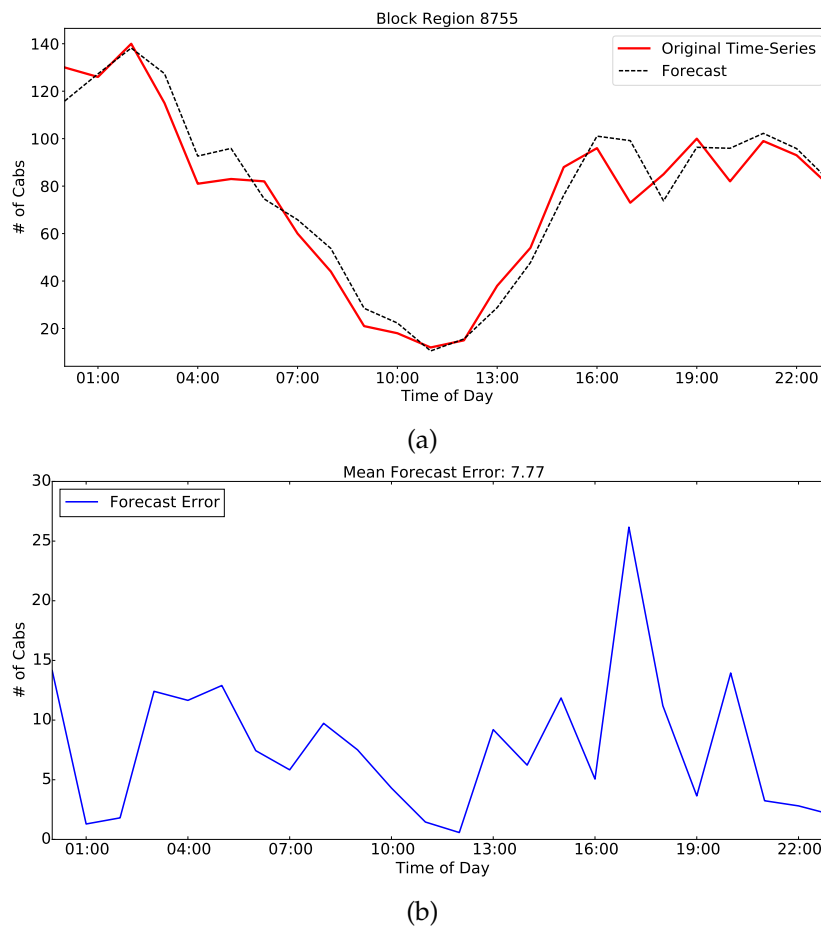 Block Region 8755
140
120
100
80
60
40
20
# of Cabs
Original Time-Series
Forecast
01:00 04:00 07:00 10:00 13:00 16:00 19:00 22:00
Time of Day
(a)
Mean Forecast Error: 7.77
30
25
20
15
10
5
0
# of Cabs
Forecast Error
01:00 04:00 07:00 10:00 13:00 16:00 19:00 22:00
Time of Day
(b)